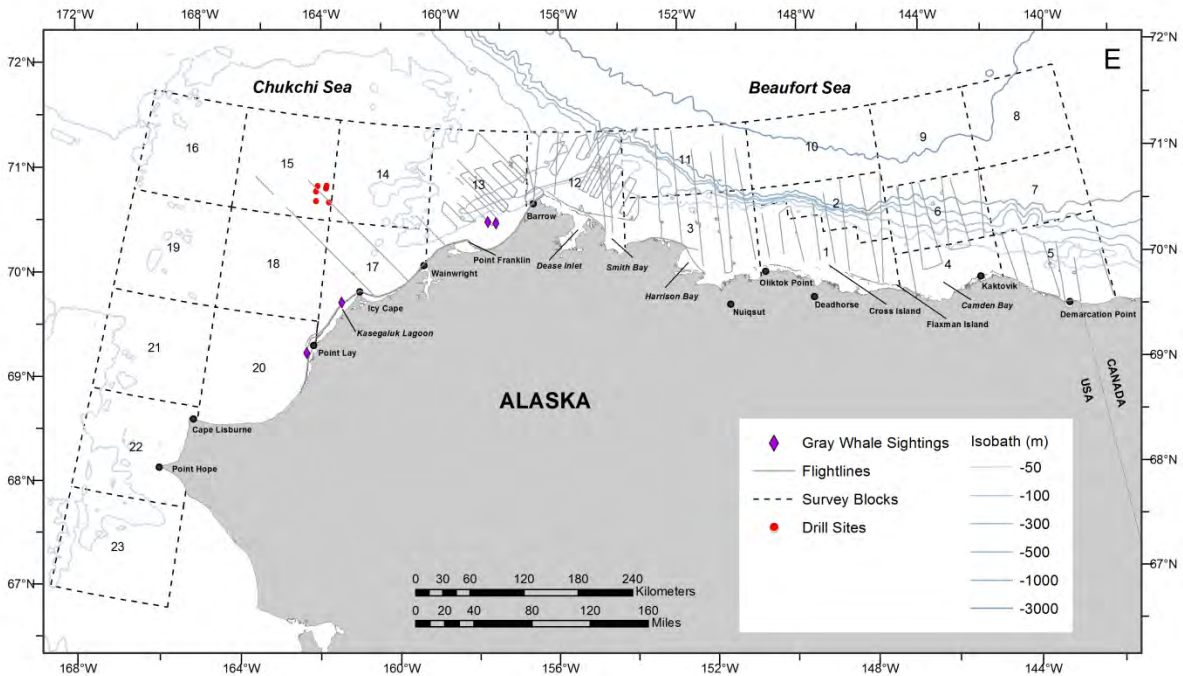 172°W 168°W 164°W 160°W 156°W 152°W 148°W 144°W 140°W
72°N 72°N
E
Chukchi Sea Beaufort Sea
8
9
16 15 14 10
71°N 71°N
11
13 12 7
2
6
3
Barrow
19 18 17 1 5
70°N 70°N
Point Franklin Dease Inlet Smith Bay 4
Wainwright
Harrison Bay Oliktok Point Kaktovik
Icy Cape
Nuiqsut Deadhorse Cross Island Camden Bay
Flaxman Island Demarcation Point
Kasegaluk Lagoon
21 20 Point Lay
69°N 69°N
CANADA
USA
ALASKA
Cape Lisburne
22
Point Hope
68°N 68°N
23
67°N 67°N
Gray Whale Sightings
Flightlines
Survey Blocks
Drill Sites
Isobath (m)
-50
-100
-300
-500
-1000
-3000
0 30 60 120 180 240
Kilometers
Miles
0 20 40 80 120 160
168°W 164°W 160°W 156°W 152°W 148°W 144°W